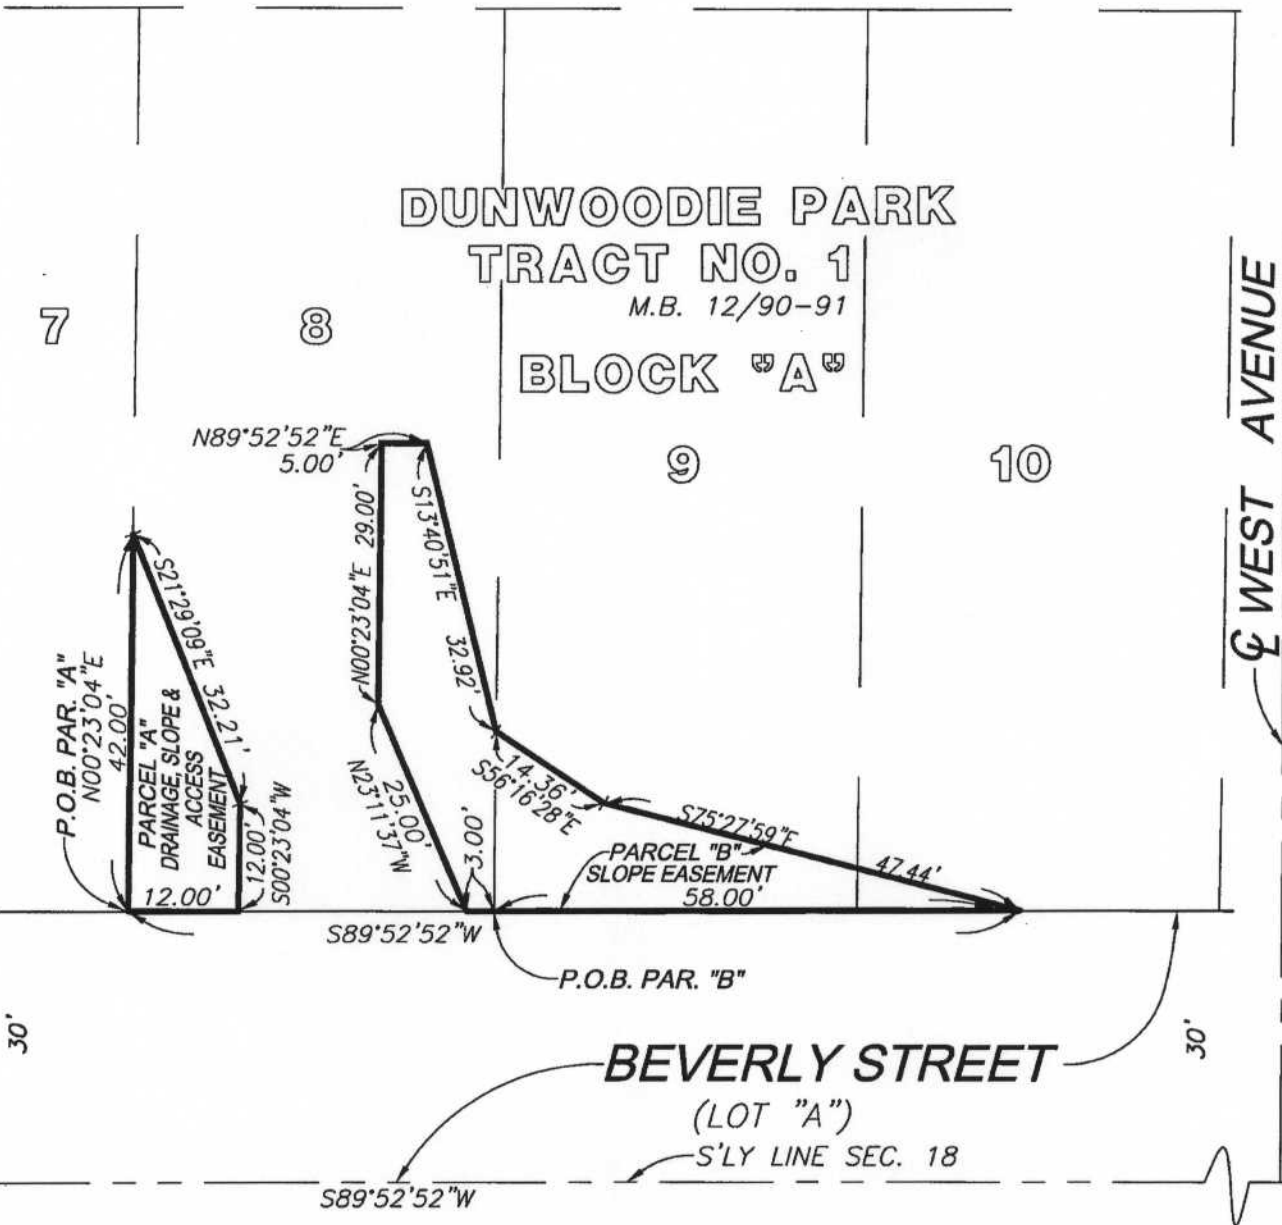 DUNWOODIE PARK
TRACT NO. 1
M.B. 12/90-91
BLOCK "A"
7
8
9
10
℄ WEST AVENUE
N89°52'52"E
5.00'
N00°23'04"E 29.00'
S13°40'51"E 32.92'
S21°29'09"E 32.21'
P.O.B. PAR. "A"
N00°23'04"E
42.00'
PARCEL "A"
DRAINAGE, SLOPE &
ACCESS
EASEMENT
12.00'
S00°23'04"W
12.00'
25.00'
N23°11'37"W
3.00'
14.36'
S56°16'28"E
S75°27'59"E
47.44'
PARCEL "B"
SLOPE EASEMENT
58.00'
S89°52'52"W
P.O.B. PAR. "B"
30'
30'
BEVERLY STREET
(LOT "A")
S'LY LINE SEC. 18
S89°52'52"W